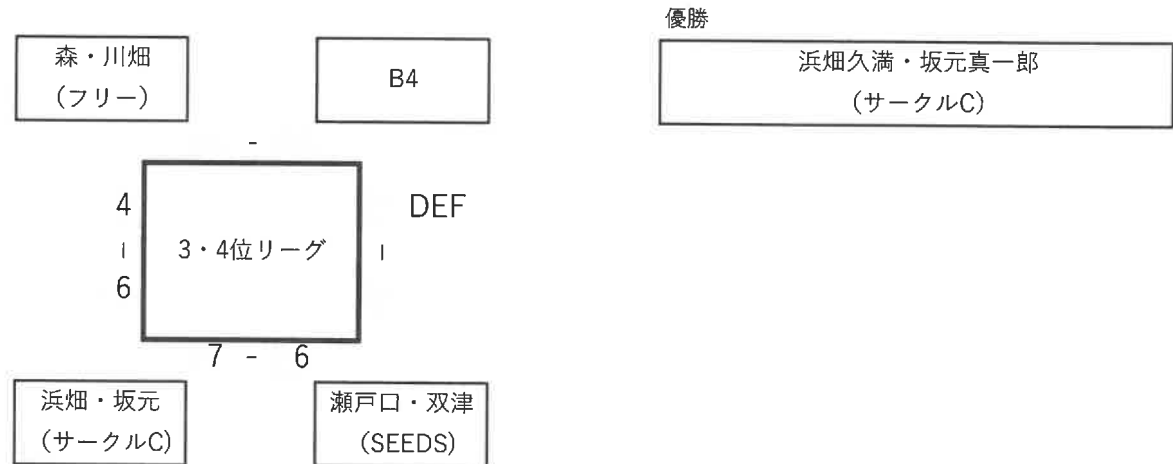 優勝
森・川畑
(フリー)
B4
浜畑久満・坂元真一郎
(サークルC)
-
4
-
6
3・4位リーグ
-
DEF
7 - 6
浜畑・坂元
(サークルC)
瀬戸口・双津
(SEEDS)